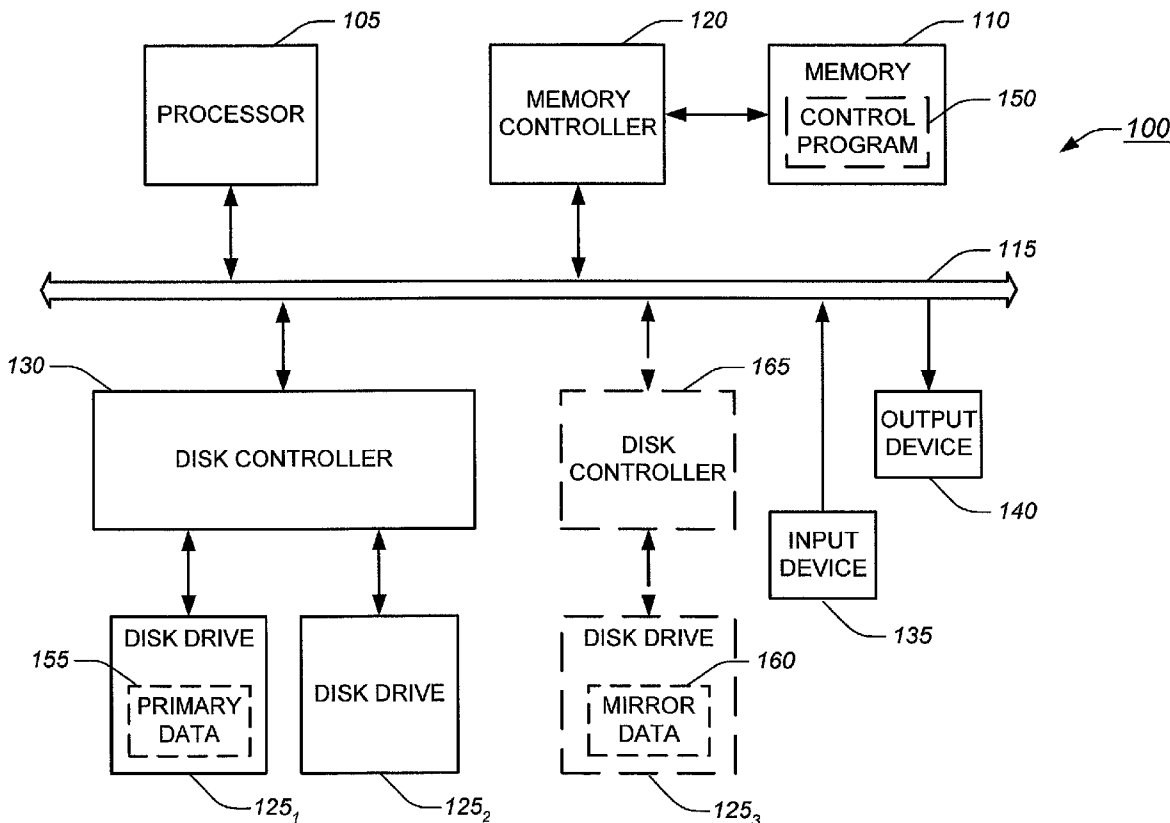 105
120
110
PROCESSOR
MEMORY
CONTROLLER
MEMORY
CONTROL
PROGRAM
150
100
115
130
165
DISK CONTROLLER
DISK
CONTROLLER
OUTPUT
DEVICE
140
INPUT
DEVICE
135
DISK DRIVE
155
PRIMARY
DATA
DISK DRIVE
DISK DRIVE
160
MIRROR
DATA
125₁
125₂
125₃